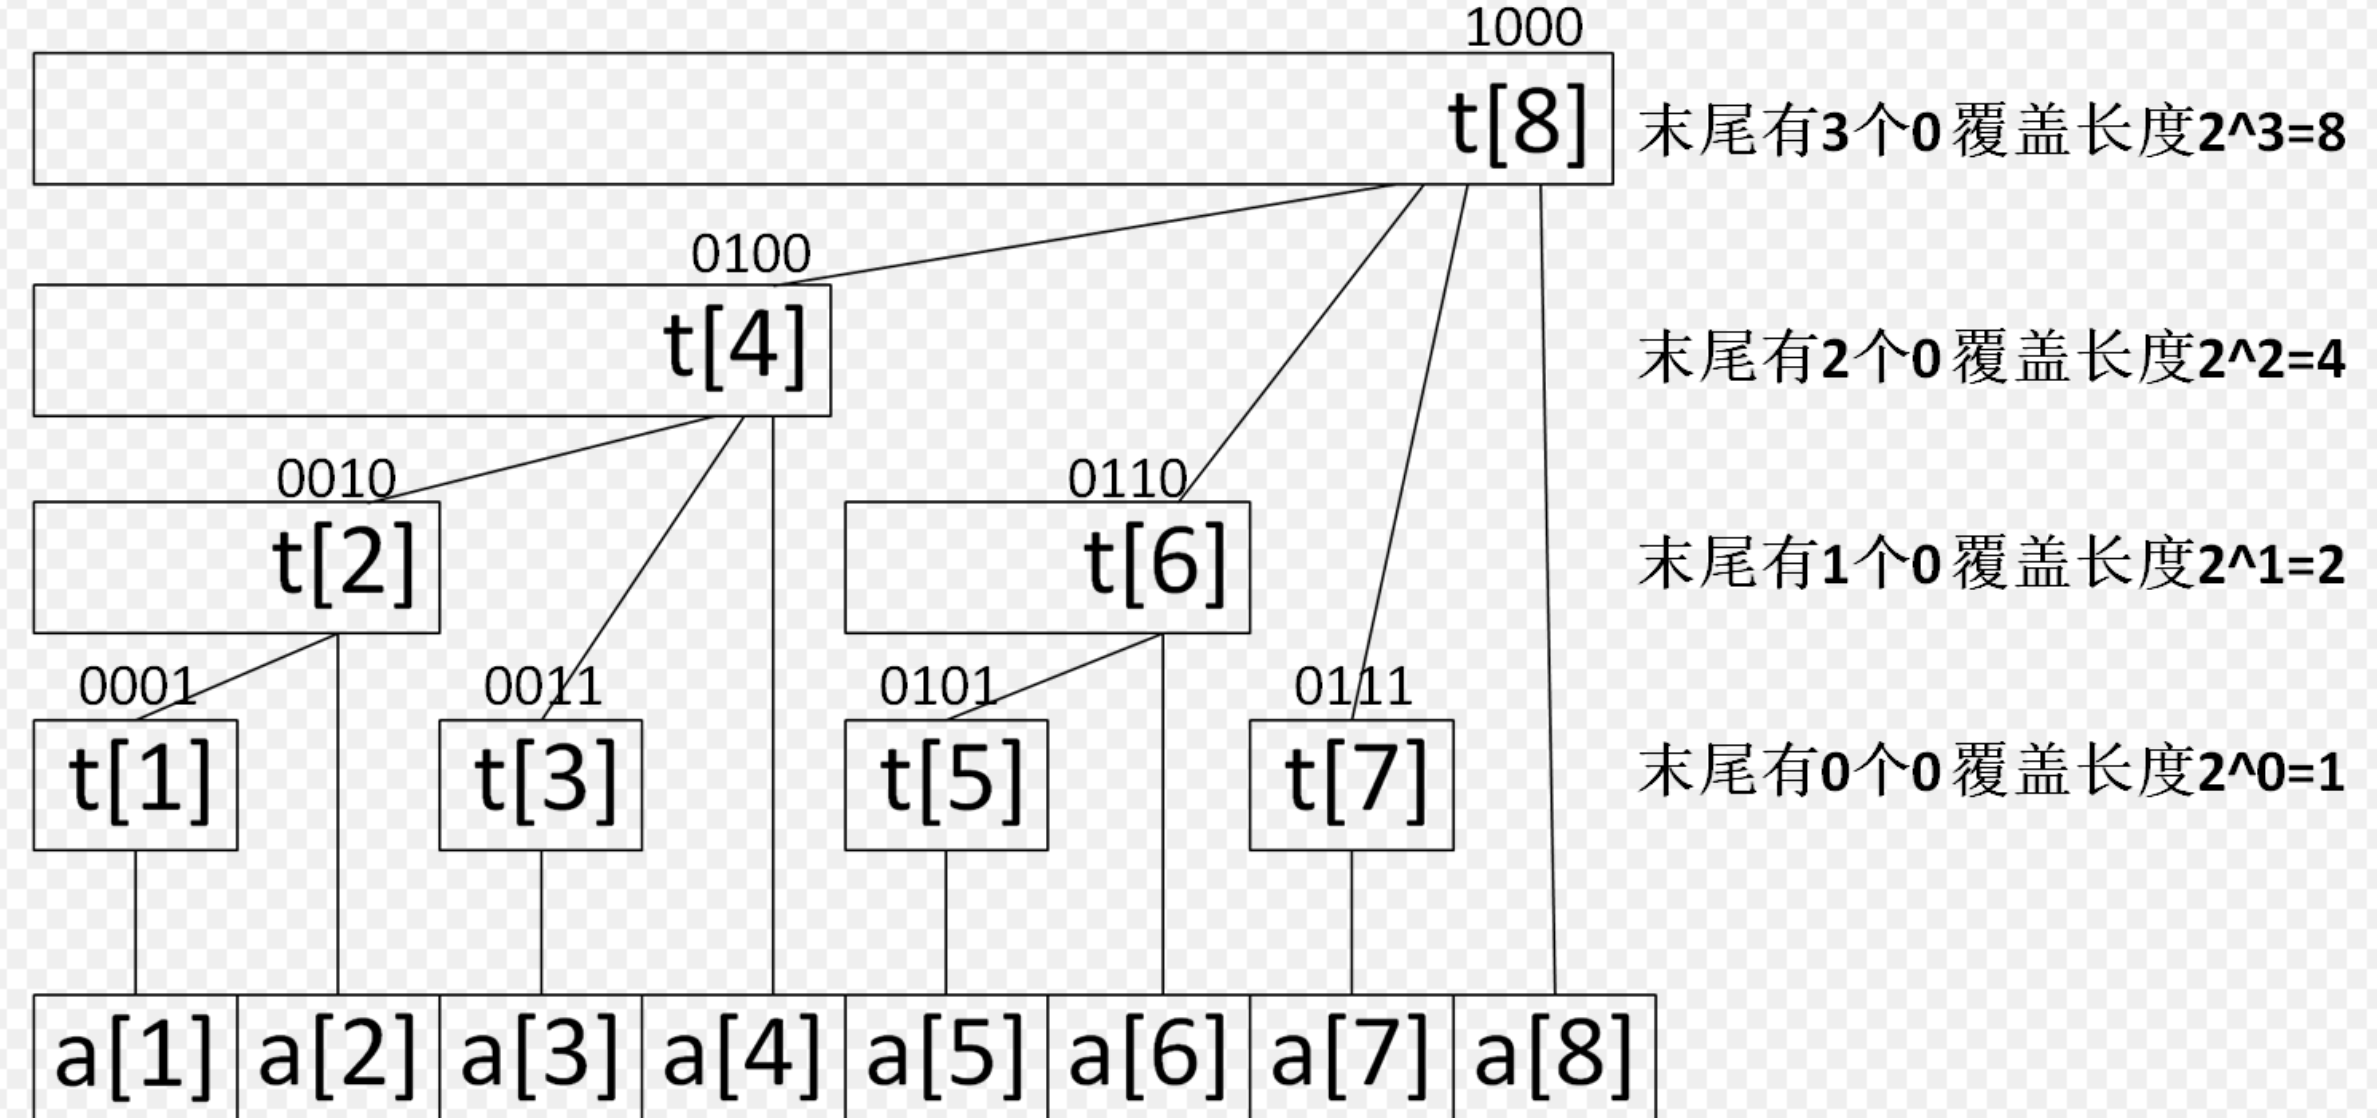 1000
t[8] 末尾有3个0 覆盖长度2^3=8
0100
t[4] 末尾有2个0 覆盖长度2^2=4
0010 0110
t[2] t[6] 末尾有1个0 覆盖长度2^1=2
0001 0011 0101 0111
t[1] t[3] t[5] t[7] 末尾有0个0 覆盖长度2^0=1
a[1] a[2] a[3] a[4] a[5] a[6] a[7] a[8]